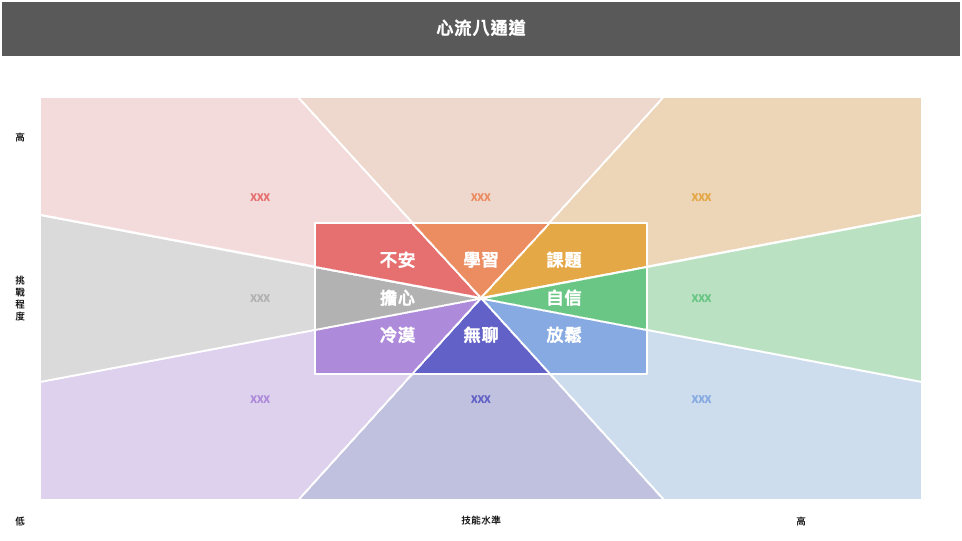 心流八通道
高
XXX XXX XXX
不安 學習 課題
挑戰程度
XXX 擔心 自信 XXX
冷漠 無聊 放鬆
XXX XXX XXX
低 技能水準 高